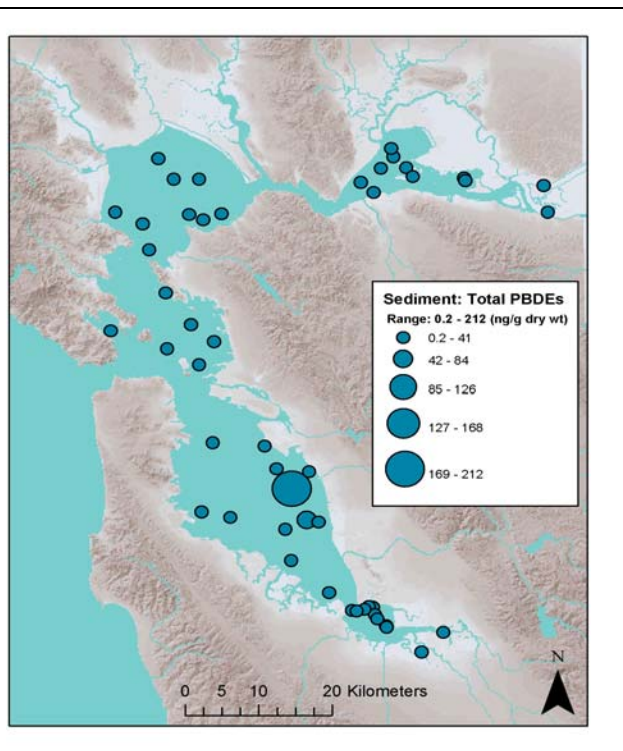 Sediment: Total PBDEs
Range: 0.2 - 212 (ng/g dry wt)
0.2 - 41
42 - 84
85 - 126
127 - 168
169 - 212
N
0 5 10 20 Kilometers